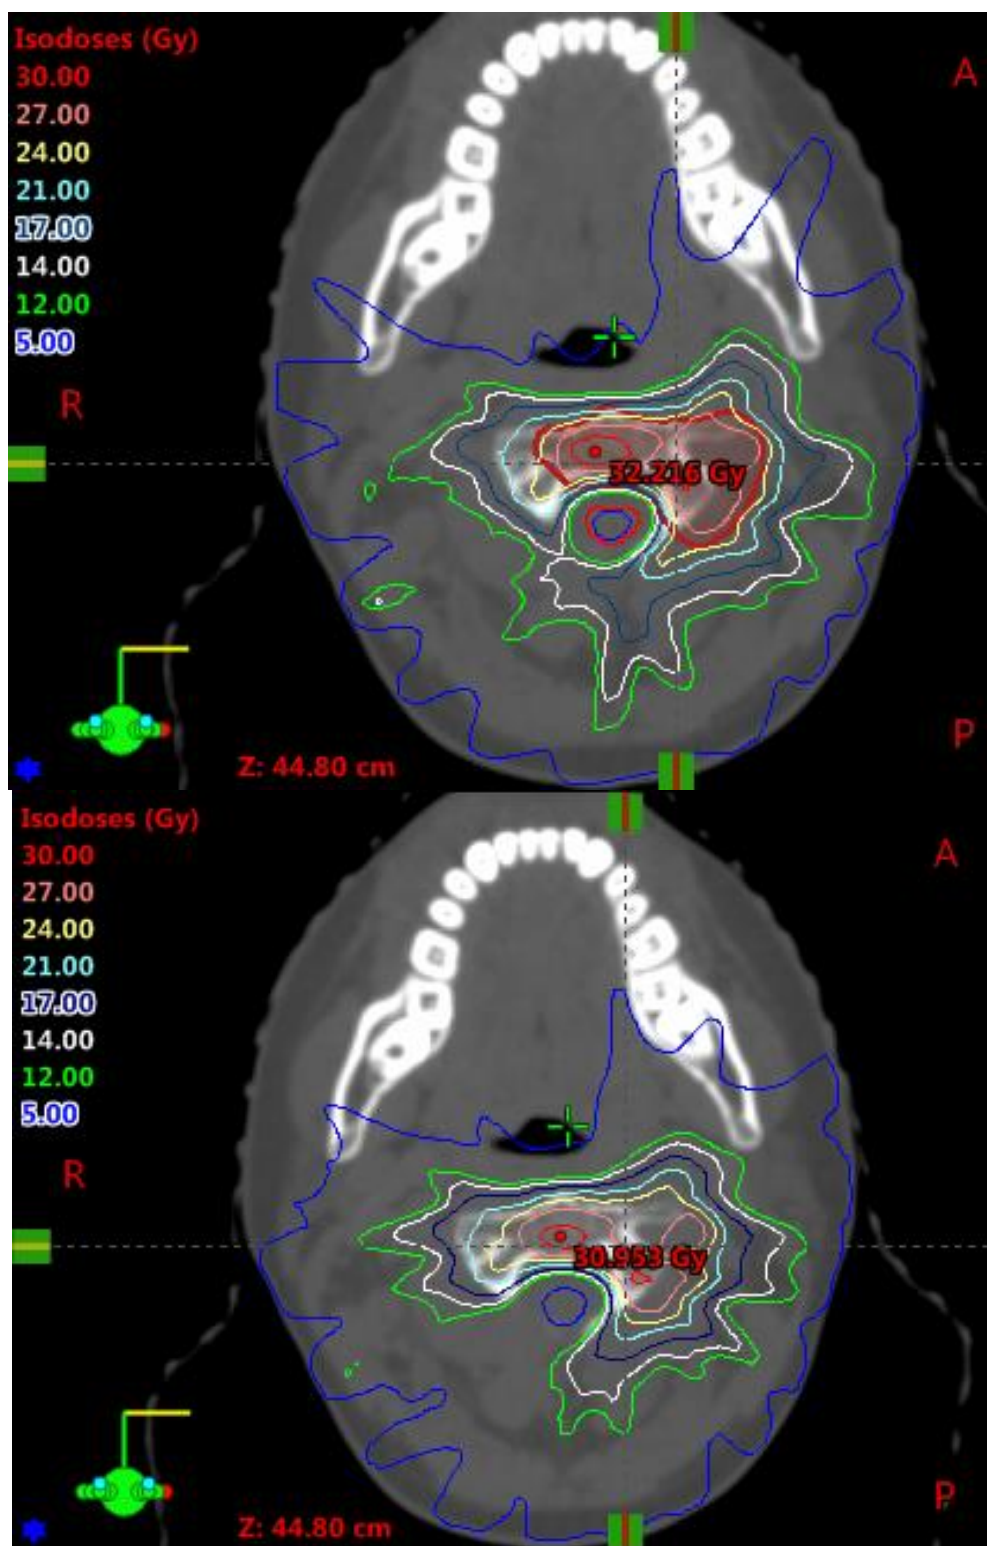 Isodoses (Gy)
30.00
27.00
24.00
21.00
17.00
14.00
12.00
5.00
A
R
32.216 Gy
P
Z: 44.80 cm
Isodoses (Gy)
30.00
27.00
24.00
21.00
17.00
14.00
12.00
5.00
A
R
30.953 Gy
P
Z: 44.80 cm